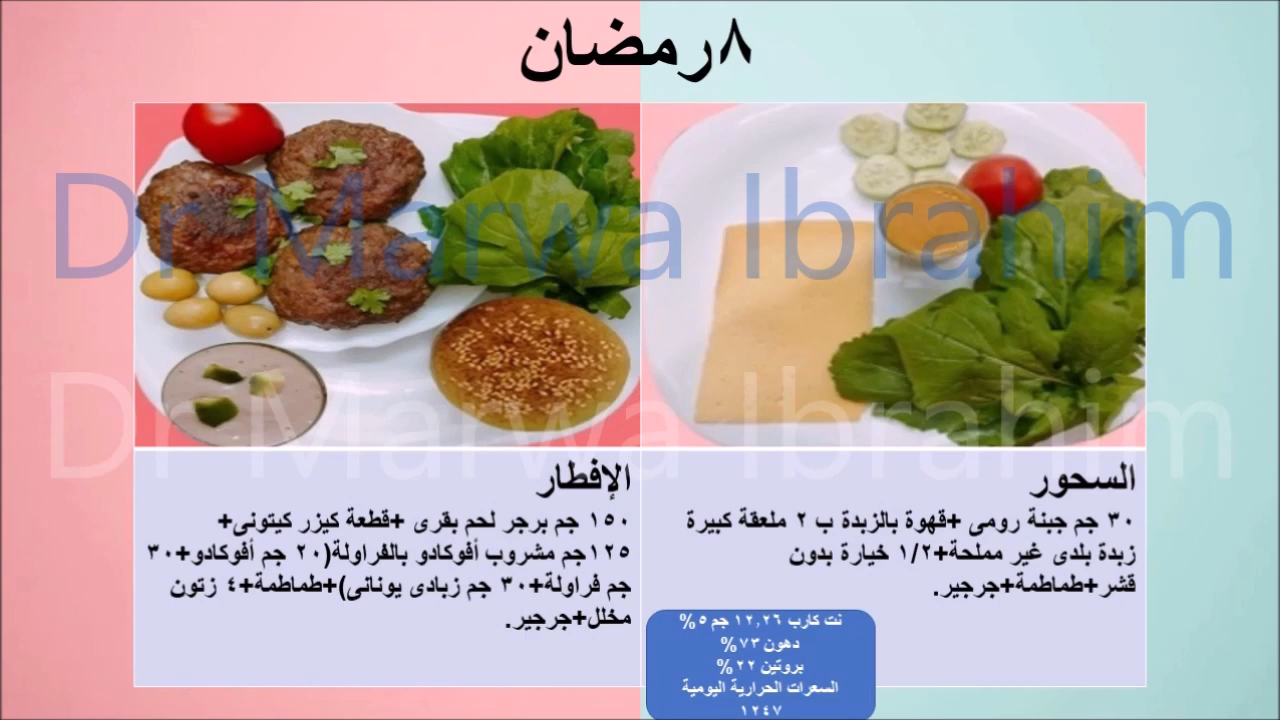 ٨رمضان
Dr Marwa Ibrahim
Dr Marwa Ibrahim
السحور
٣٠ جم جبنة رومى +قهوة بالزبدة ب ٢ ملعقة كبيرة
زبدة بلدى غير مملحة+١/٢ خيارة بدون
قشر+طماطمة+جرجير.
الإفطار
١٥٠ جم برجر لحم بقرى +قطعة كيزر كيتونى+
١٢٥جم مشروب أفوكادو بالفراولة(٢٠ جم أفوكادو+٣٠
جم فراولة+٣٠ جم زبادى يونانى)+طماطمة+٤ زتون
مخلل+جرجير.
نت كارب ١٢,٢٦ جم ٥%
دهون ٧٣%
بروتين ٢٢%
السعرات الحرارية اليومية
١٢٤٧